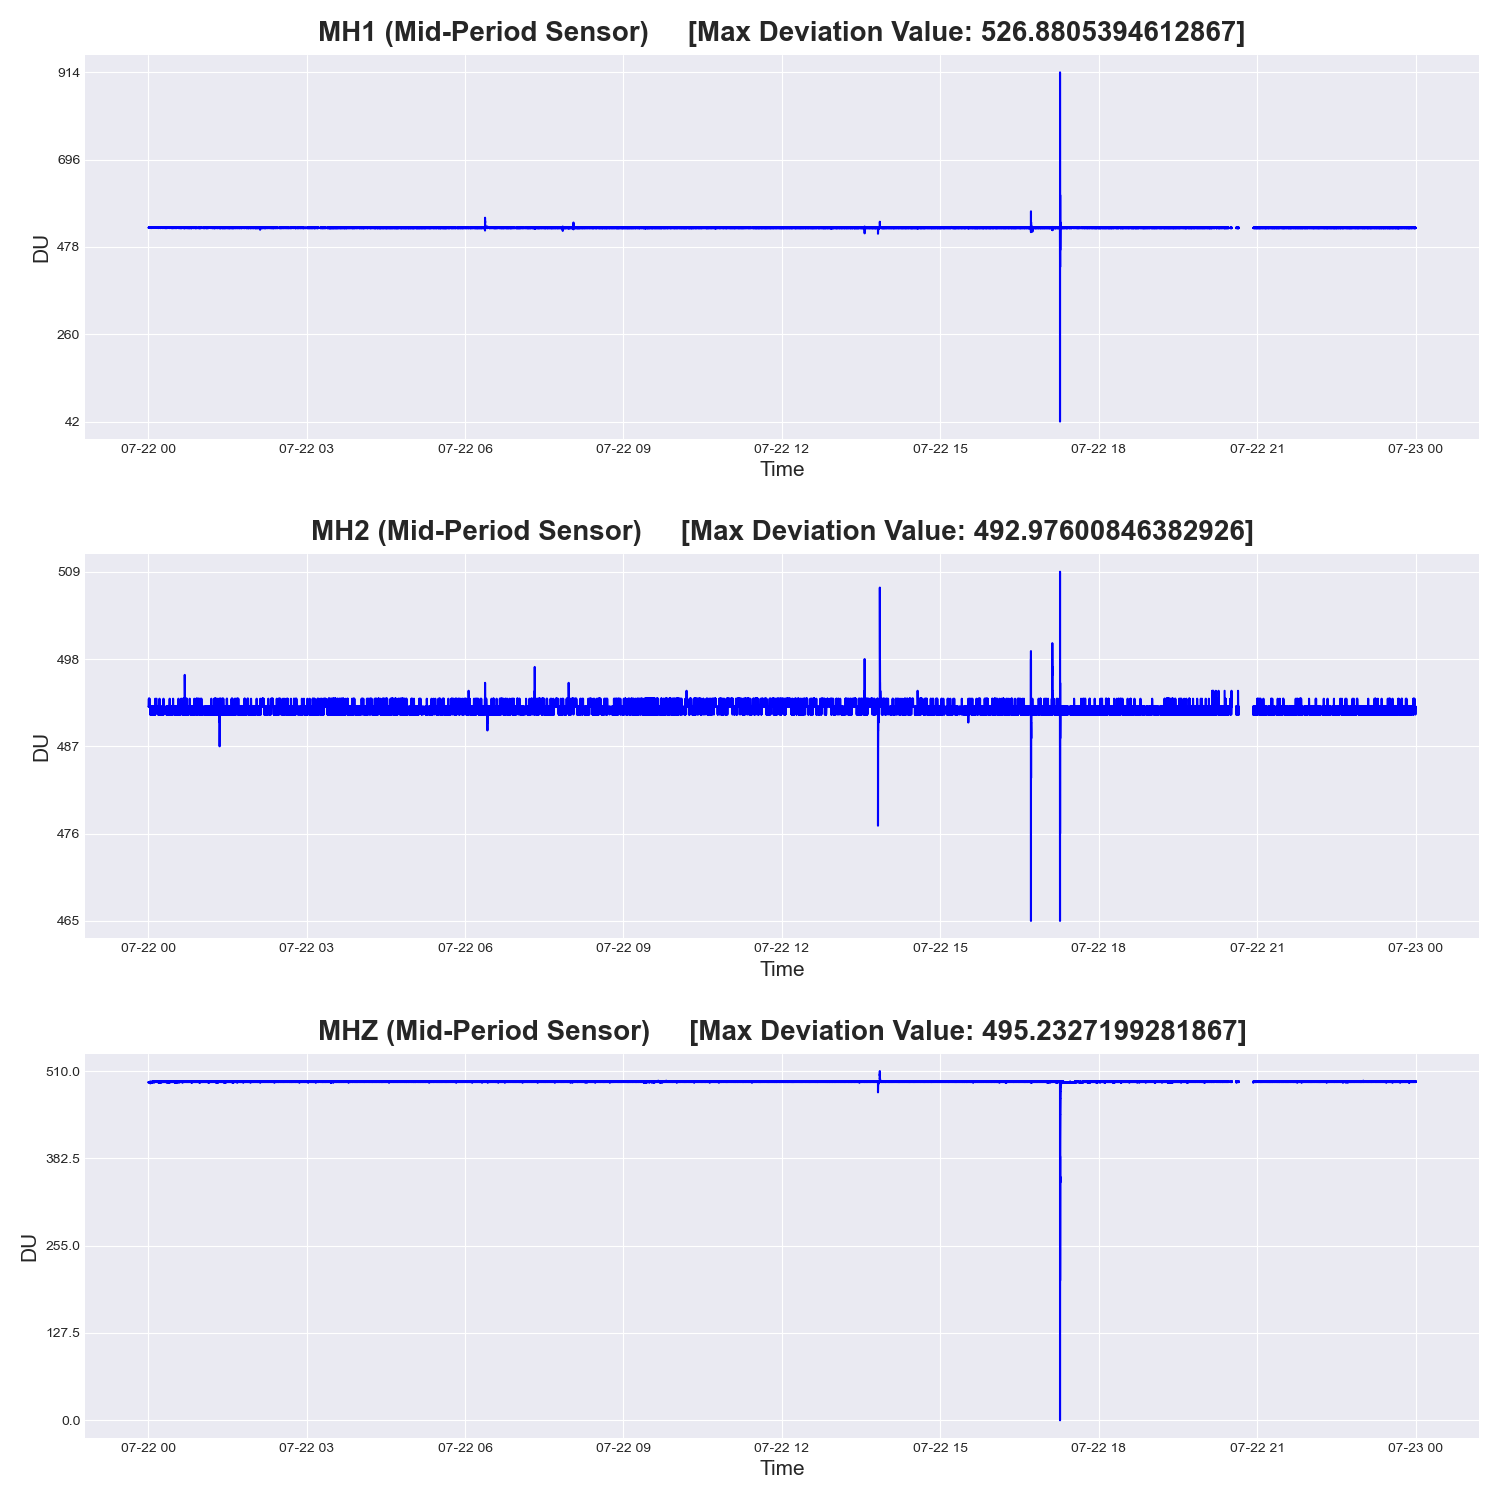 MH1 (Mid-Period Sensor) [Max Deviation Value: 526.8805394612867]
914
696
478
260
42
DU
07-22 00 07-22 03 07-22 06 07-22 09 07-22 12 07-22 15 07-22 18 07-22 21 07-23 00
Time
MH2 (Mid-Period Sensor) [Max Deviation Value: 492.97600846382926]
509
498
487
476
465
DU
07-22 00 07-22 03 07-22 06 07-22 09 07-22 12 07-22 15 07-22 18 07-22 21 07-23 00
Time
MHZ (Mid-Period Sensor) [Max Deviation Value: 495.2327199281867]
510.0
382.5
255.0
127.5
0.0
DU
07-22 00 07-22 03 07-22 06 07-22 09 07-22 12 07-22 15 07-22 18 07-22 21 07-23 00
Time